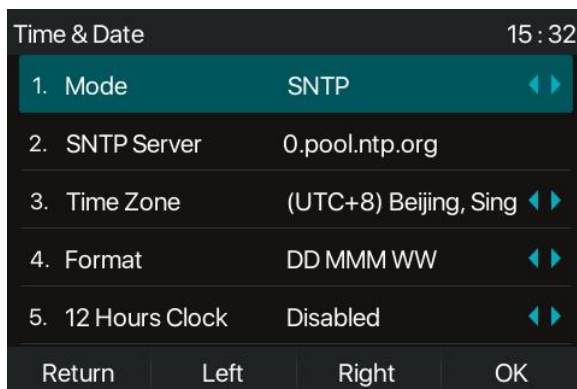 Time & Date 15 : 32
1. Mode SNTP
2. SNTP Server 0.pool.ntp.org
3. Time Zone (UTC+8) Beijing, Sing
4. Format DD MMM WW
5. 12 Hours Clock Disabled
Return Left Right OK